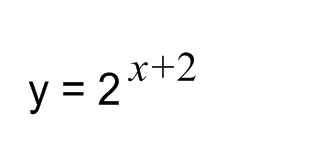 y = 2^{x+2}